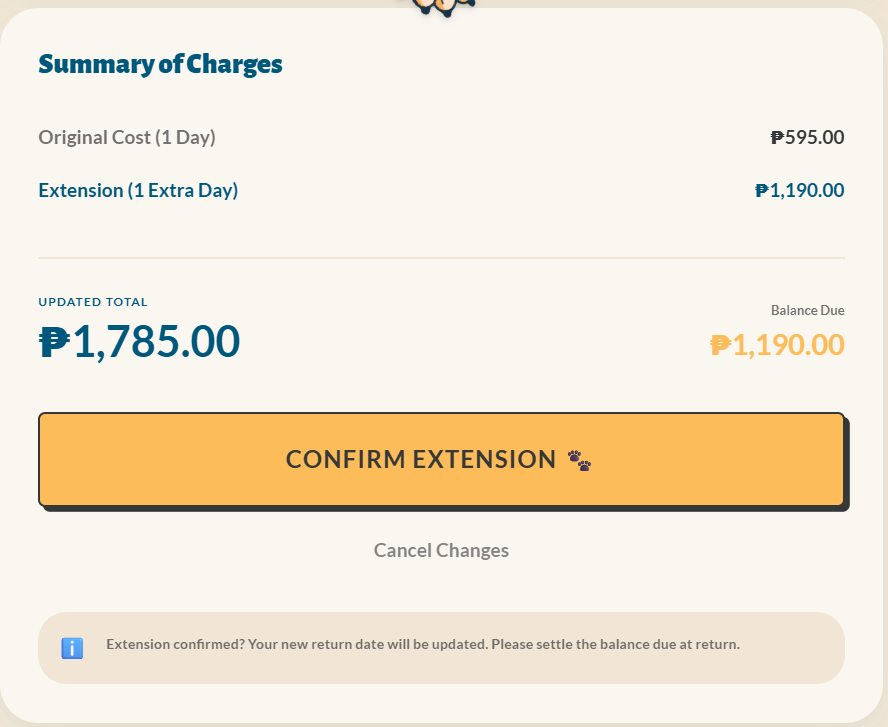 Summary of Charges
Original Cost (1 Day) ₱595.00
Extension (1 Extra Day) ₱1,190.00
UPDATED TOTAL
₱1,785.00
Balance Due
₱1,190.00
CONFIRM EXTENSION 🐾
Cancel Changes
ℹ️ Extension confirmed? Your new return date will be updated. Please settle the balance due at return.